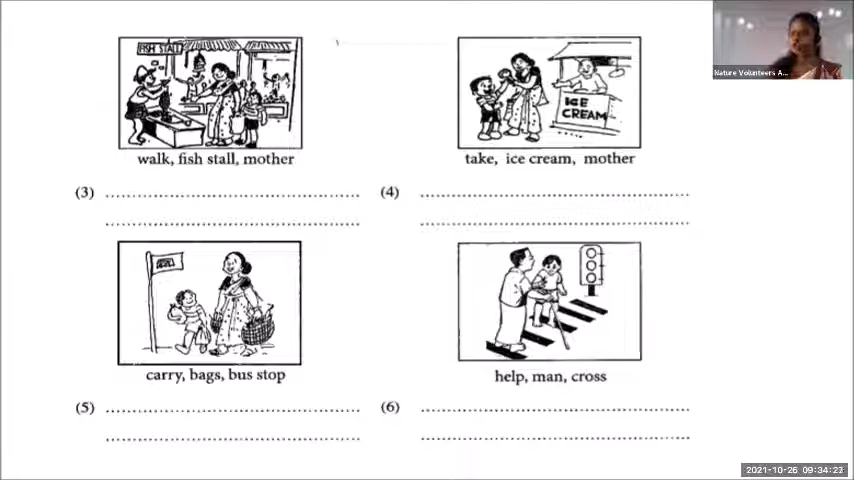 Nature Volunteers A...
FISH STALL
ICE
CREAM
walk, fish stall, mother
take, ice cream, mother
(3)
(4)
carry, bags, bus stop
help, man, cross
(5)
(6)
2021-10-26 09:34:23